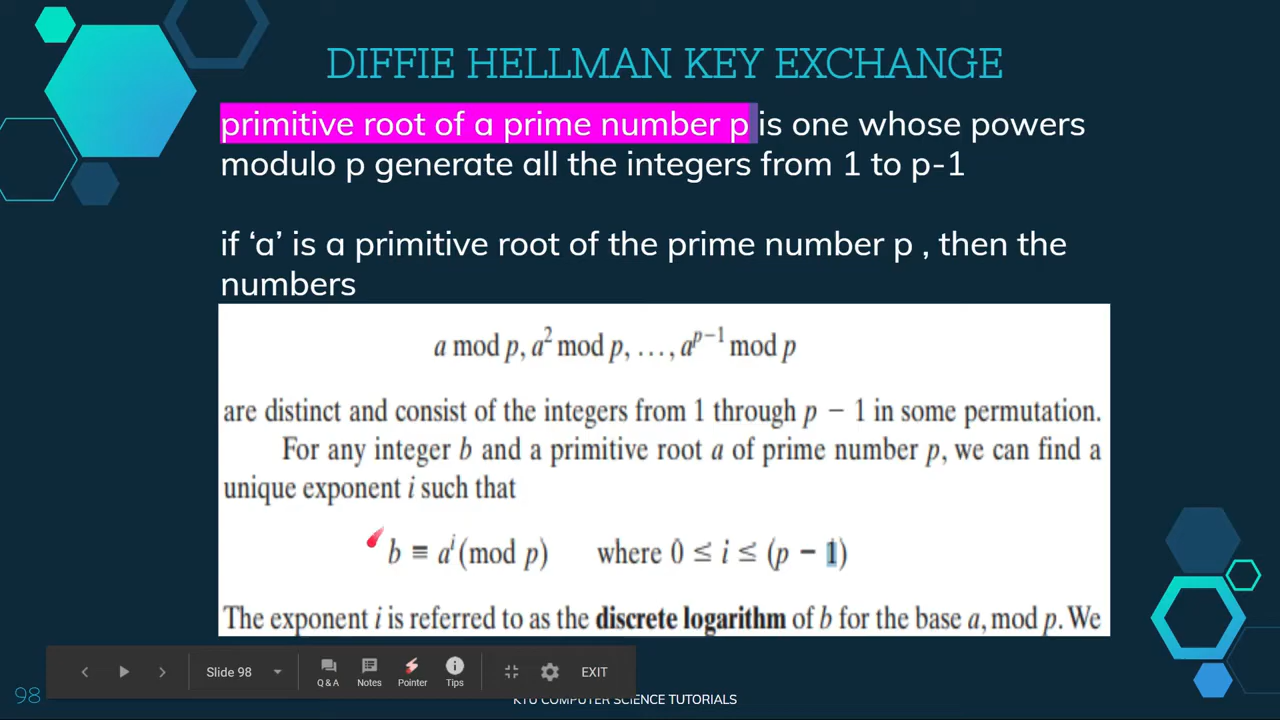 DIFFIE HELLMAN KEY EXCHANGE
primitive root of a prime number p is one whose powers
modulo p generate all the integers from 1 to p-1
if ‘a’ is a primitive root of the prime number p , then the
numbers
a mod p, a² mod p, . . . , aᵖ⁻¹ mod p
are distinct and consist of the integers from 1 through p − 1 in some permutation.
For any integer b and a primitive root a of prime number p, we can find a
unique exponent i such that
b ≡ aⁱ (mod p) where 0 ≤ i ≤ (p − 1)
The exponent i is referred to as the discrete logarithm of b for the base a, mod p. We
Slide 98
Q & A
Notes
Pointer
Tips
EXIT
98
KTU COMPUTER SCIENCE TUTORIALS